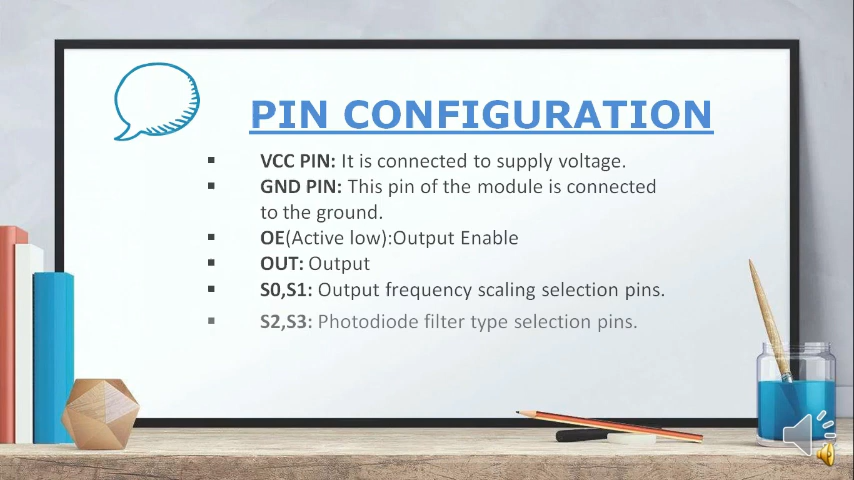 PIN CONFIGURATION
▪ VCC PIN: It is connected to supply voltage.
▪ GND PIN: This pin of the module is connected
to the ground.
▪ OE(Active low):Output Enable
▪ OUT: Output
▪ S0,S1: Output frequency scaling selection pins.
▪ S2,S3: Photodiode filter type selection pins.